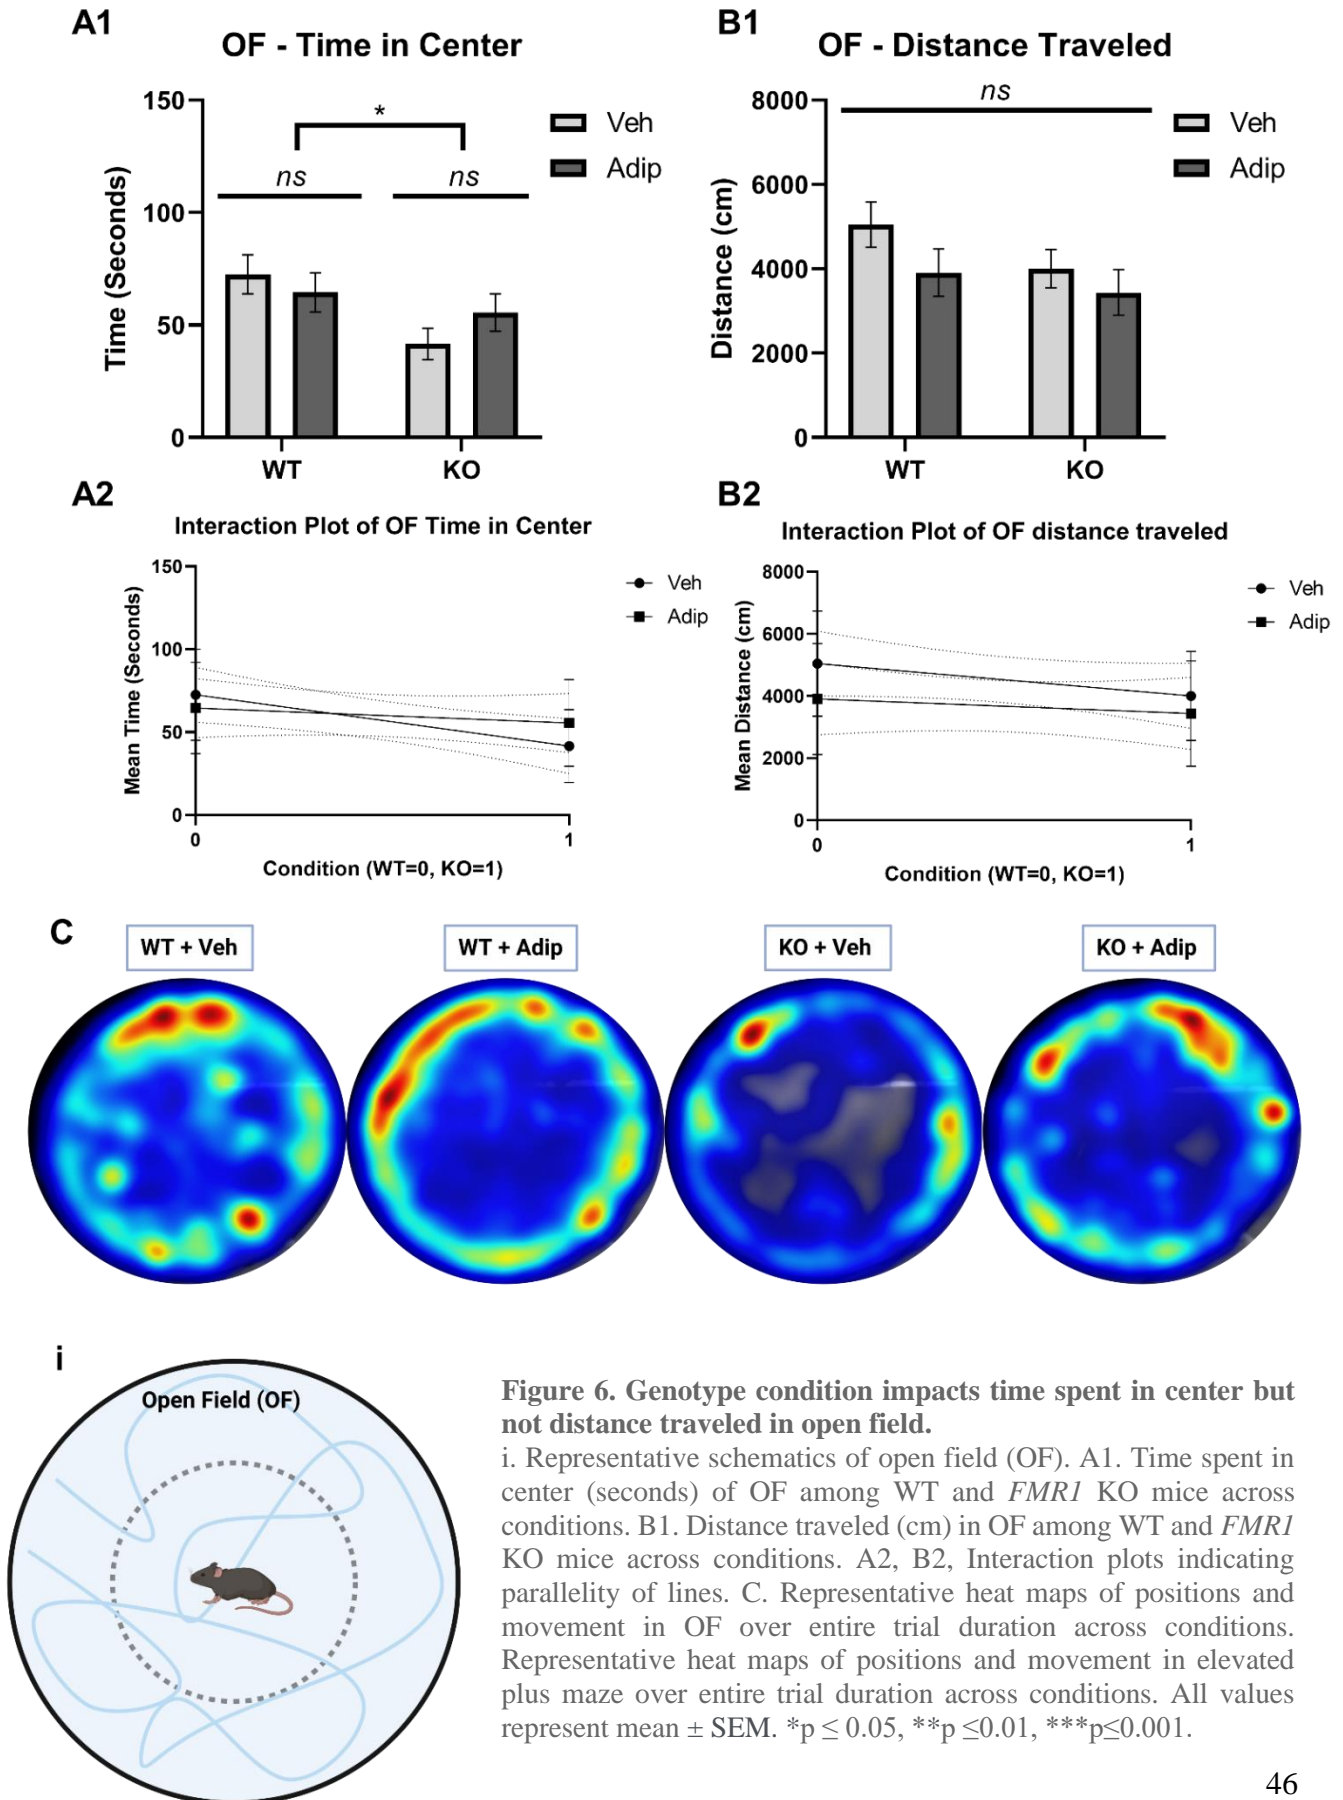 A1
OF - Time in Center
150
100
50
0
Time (Seconds)
*
ns
ns
Veh
Adip
WT
KO
B1
OF - Distance Traveled
8000
6000
4000
2000
0
Distance (cm)
ns
Veh
Adip
WT
KO
A2
Interaction Plot of OF Time in Center
150
100
50
0
Mean Time (Seconds)
Veh
Adip
0
1
Condition (WT=0, KO=1)
B2
Interaction Plot of OF distance traveled
8000
6000
4000
2000
0
Mean Distance (cm)
Veh
Adip
0
1
Condition (WT=0, KO=1)
C
WT + Veh
WT + Adip
KO + Veh
KO + Adip
i
Open Field (OF)
Figure 6. Genotype condition impacts time spent in center but
not distance traveled in open field.
i. Representative schematics of open field (OF). A1. Time spent in
center (seconds) of OF among WT and FMR1 KO mice across
conditions. B1. Distance traveled (cm) in OF among WT and FMR1
KO mice across conditions. A2, B2, Interaction plots indicating
parallelity of lines. C. Representative heat maps of positions and
movement in OF over entire trial duration across conditions.
Representative heat maps of positions and movement in elevated
plus maze over entire trial duration across conditions. All values
represent mean ± SEM. *p ≤ 0.05, **p ≤0.01, ***p≤0.001.
46